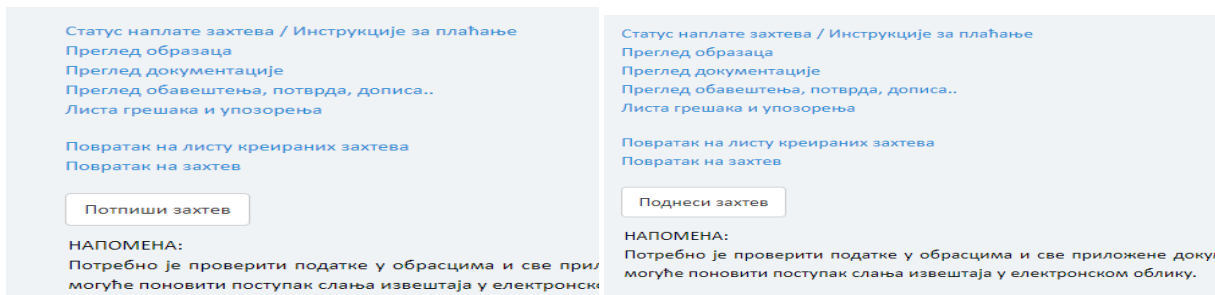 Статус наплате захтева / Инструкције за плаћање
Преглед образаца
Преглед документације
Преглед обавештења, потврда, дописа..
Листа грешака и упозорења
Повратак на листу креираних захтева
Повратак на захтев
Потпиши захтев
НАПОМЕНА:
Потребно је проверити податке у обрасцима и све
могуће поновити поступак слања извештаја у
Статус наплате захтева / Инструкције за плаћање
Преглед образаца
Преглед документације
Преглед обавештења, потврда, дописа..
Листа грешака и упозорења
Повратак на листу креираних захтева
Повратак на захтев
Поднеси захтев
НАПОМЕНА:
Потребно је проверити податке у обрасцима и све приложене
могуће поновити поступак слања извештаја у електронском облику.